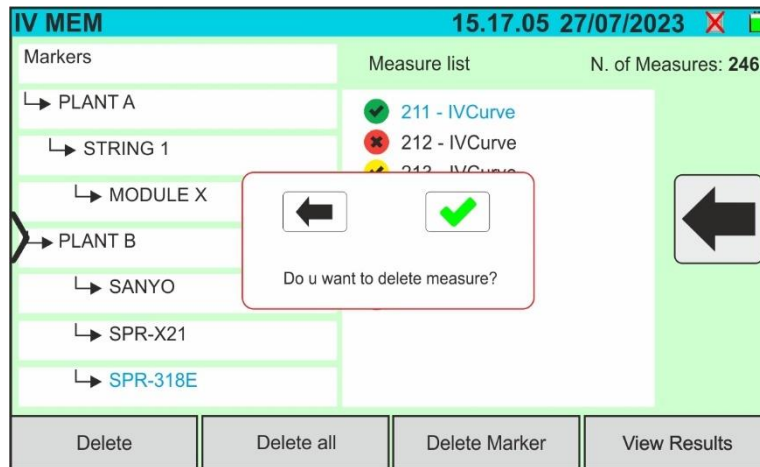 IV MEM 15.17.05 27/07/2023
Markers
Measure list
N. of Measures: 246
PLANT A
STRING 1
MODULE X
PLANT B
SANYO
SPR-X21
SPR-318E
211 - IVCurve
212 - IVCurve
213 - IVCurve
Do u want to delete measure?
Delete
Delete all
Delete Marker
View Results